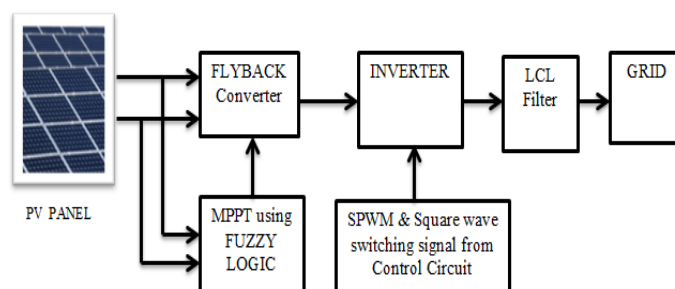 FLYBACK
Converter
INVERTER
LCL
Filter
GRID
PV PANEL
MPPT using
FUZZY
LOGIC
SPWM & Square wave
switching signal from
Control Circuit